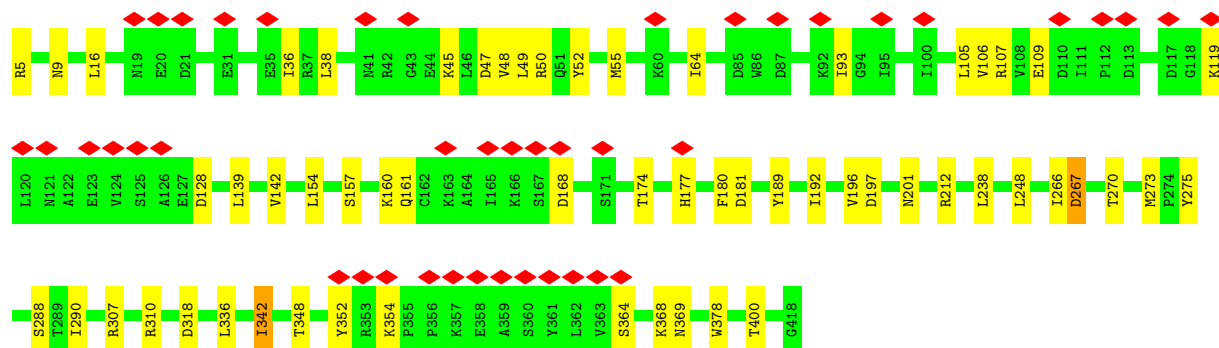 R5 N9 L16 N19 E20 D21 E31 E35 I36 R37 L38 N41 R42 G43 E44 K45 L46 D47 V48 L49 R50 Q51 Y52 M55 K60 I64 D85 W86 D87 K92 I93 G94 I95 I100 L105 V106 R107 V108 E109 D110 I111 P112 D113 D117 G118 K119
L120 N121 A122 E123 V124 S125 A126 E127 D128 L139 V142 L154 S157 K160 Q161 C162 K163 A164 I165 K166 S167 D168 S171 T174 H177 F180 D181 Y189 I192 V196 D197 N201 R212 L238 L248 I266 D267 T270 M273 P274 Y275
S288 T289 I290 R307 R310 D318 L336 I342 T348 Y352 R353 K354 P355 P356 K357 E358 A359 S360 Y361 L362 V363 S364 K368 N369 W378 T400 G418